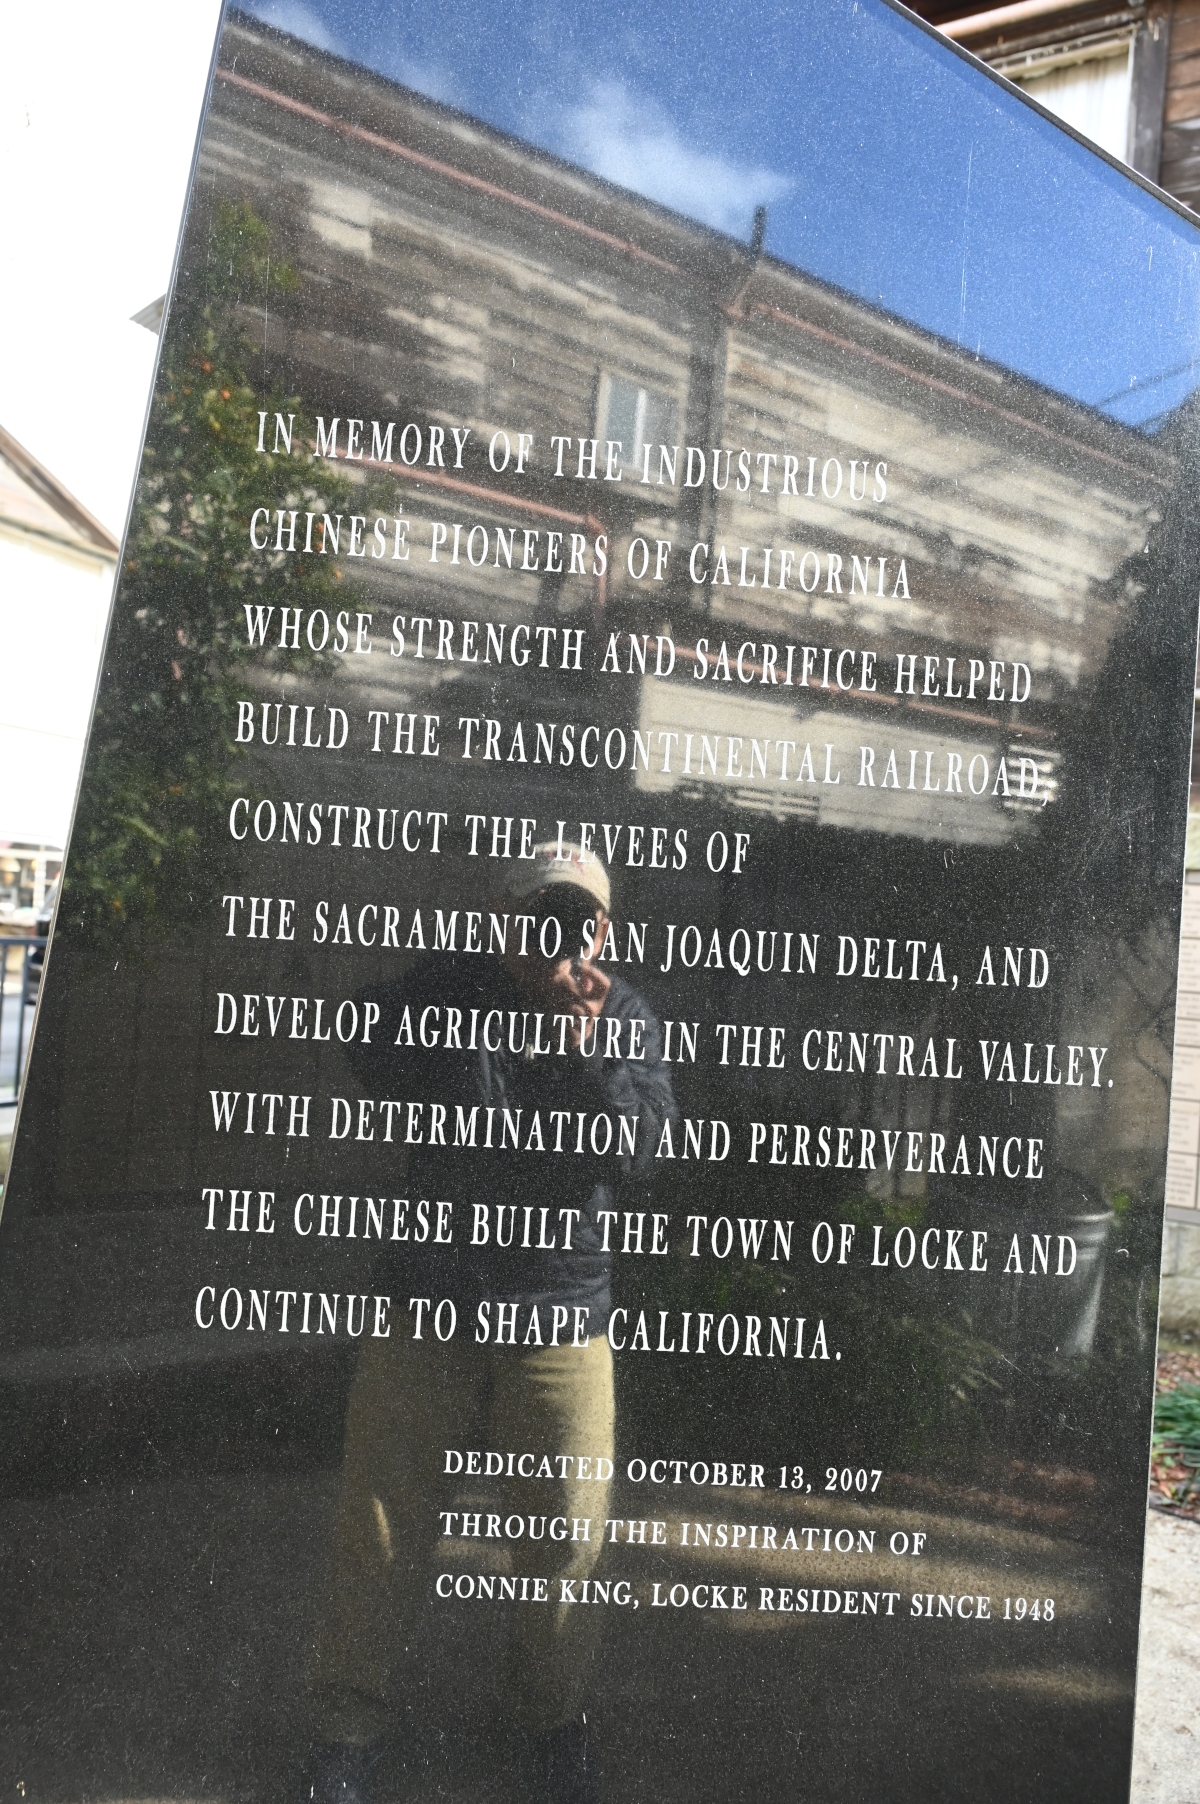 IN MEMORY OF THE INDUSTRIOUS
CHINESE PIONEERS OF CALIFORNIA
WHOSE STRENGTH AND SACRIFICE HELPED
BUILD THE TRANSCONTINENTAL RAILROAD,
CONSTRUCT THE LEVEES OF
THE SACRAMENTO SAN JOAQUIN DELTA, AND
DEVELOP AGRICULTURE IN THE CENTRAL VALLEY.
WITH DETERMINATION AND PERSERVERANCE
THE CHINESE BUILT THE TOWN OF LOCKE AND
CONTINUE TO SHAPE CALIFORNIA.
DEDICATED OCTOBER 13, 2007
THROUGH THE INSPIRATION OF
CONNIE KING, LOCKE RESIDENT SINCE 1948